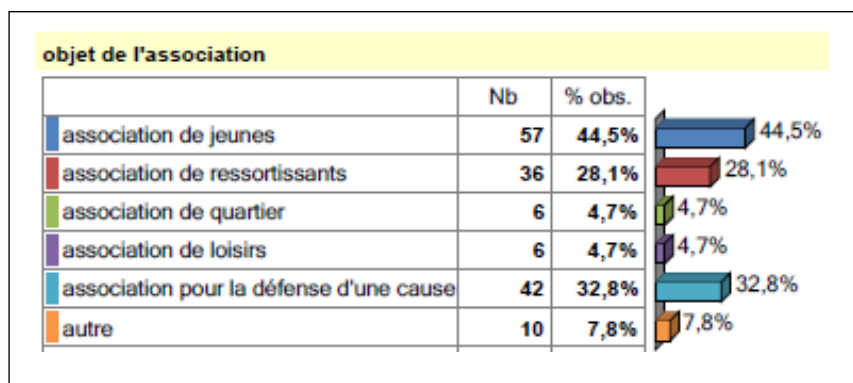 objet de l'association
Nb % obs.
association de jeunes 57 44,5% 44,5%
association de ressortissants 36 28,1% 28,1%
association de quartier 6 4,7% 4,7%
association de loisirs 6 4,7% 4,7%
association pour la défense d'une cause 42 32,8% 32,8%
autre 10 7,8% 7,8%